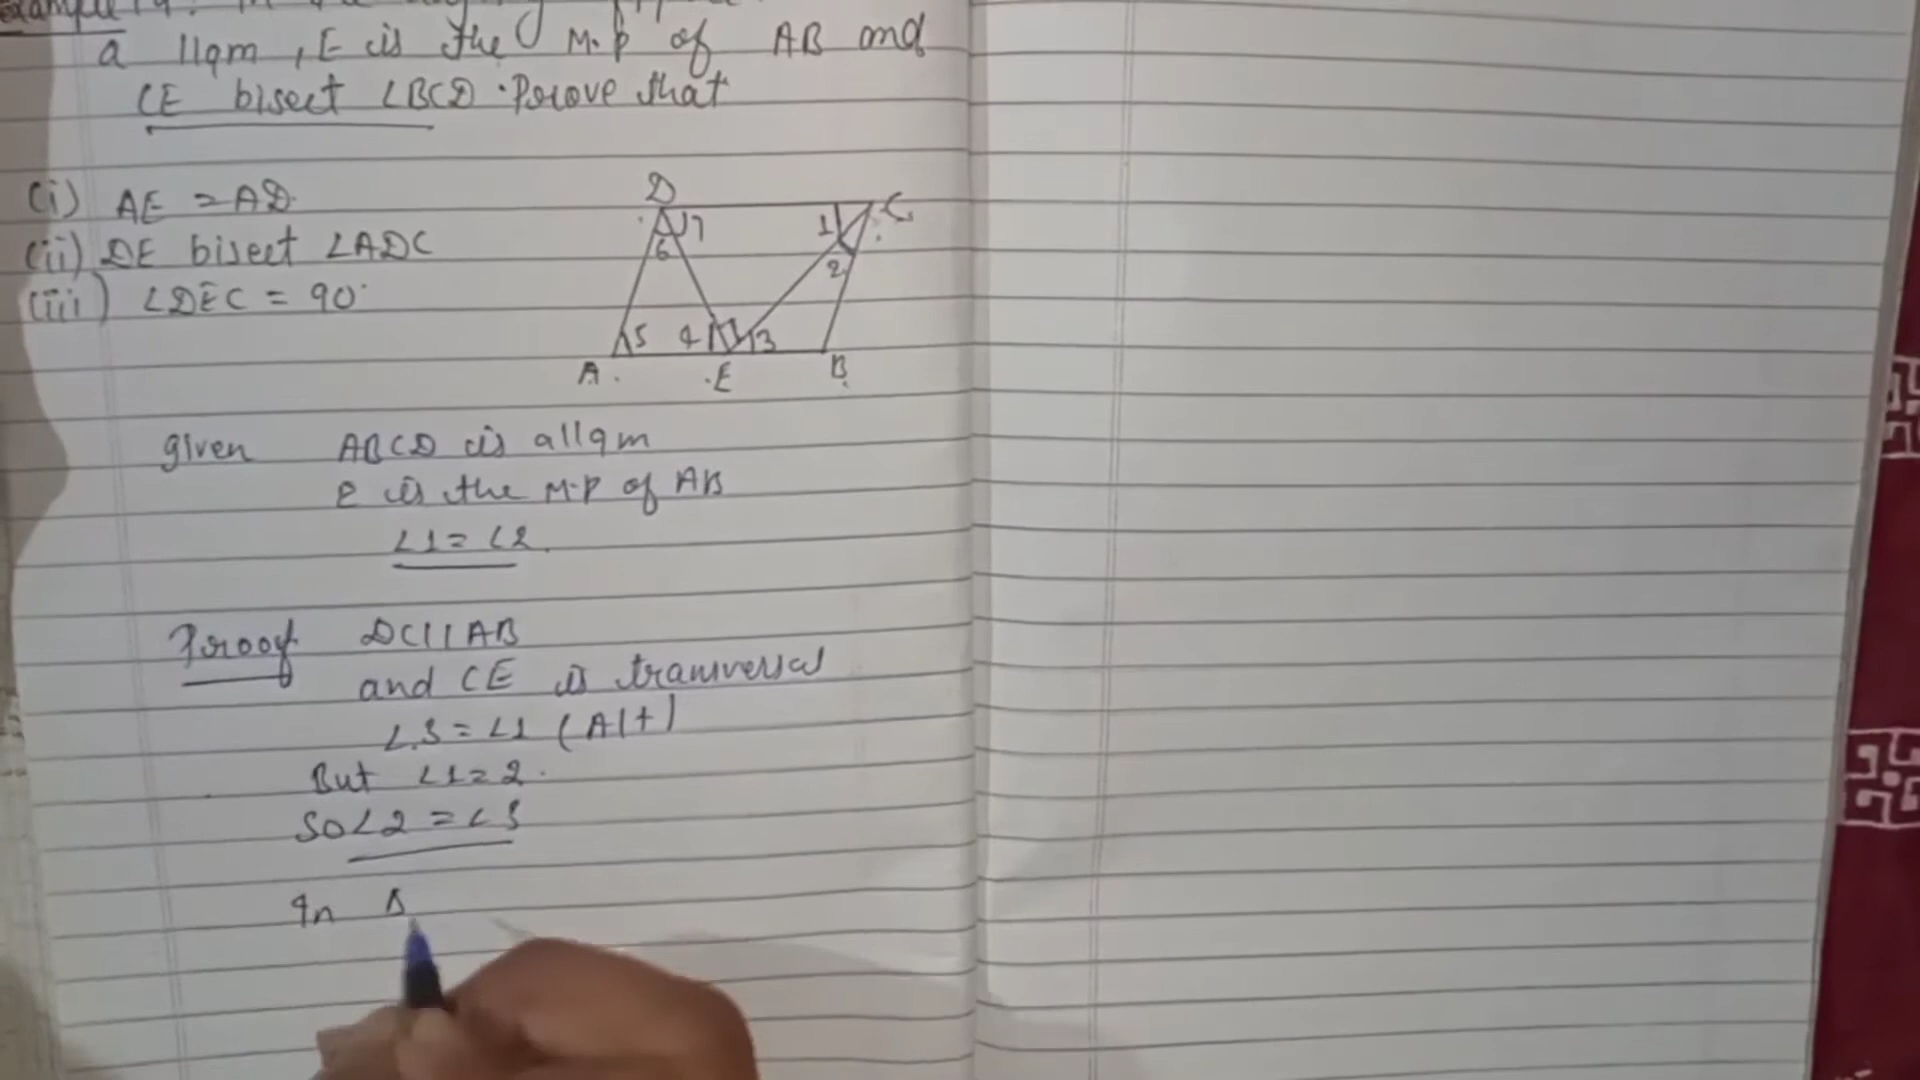 Example
a llgm, E is the M.P of AB and
CE bisect ∠BCD. Prove that
(i) AE = AD.
(ii) DE bisect ∠ADC
(iii) ∠DEC = 90°
D C
7 1
6 2
5 4 3
A. .E B
given ABCD is a llgm
E is the M.P of AB
∠1 = ∠2.
Proof DC || AB
and CE is transversal
∠3 = ∠1 (Alt)
But ∠1 = 2.
So ∠2 = ∠3
In Δ